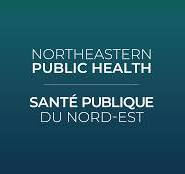 NORTHEASTERN
PUBLIC HEALTH
SANTÉ PUBLIQUE
DU NORD-EST